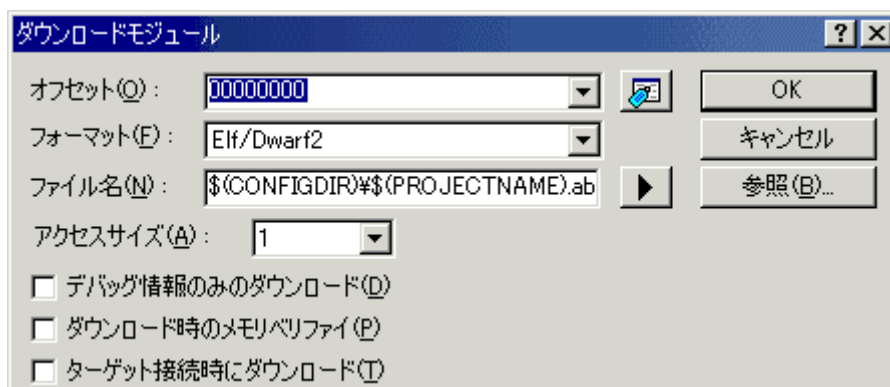 ダウンロードモジュール
オフセット(O): 00000000 OK
フォーマット(F): Elf/Dwarf2 キャンセル
ファイル名(N): $(CONFIGDIR)¥$(PROJECTNAME).ab 参照(B)...
アクセスサイズ(A): 1
デバッグ情報のみのダウンロード(D)
ダウンロード時のメモリベリファイ(P)
ターゲット接続時にダウンロード(T)